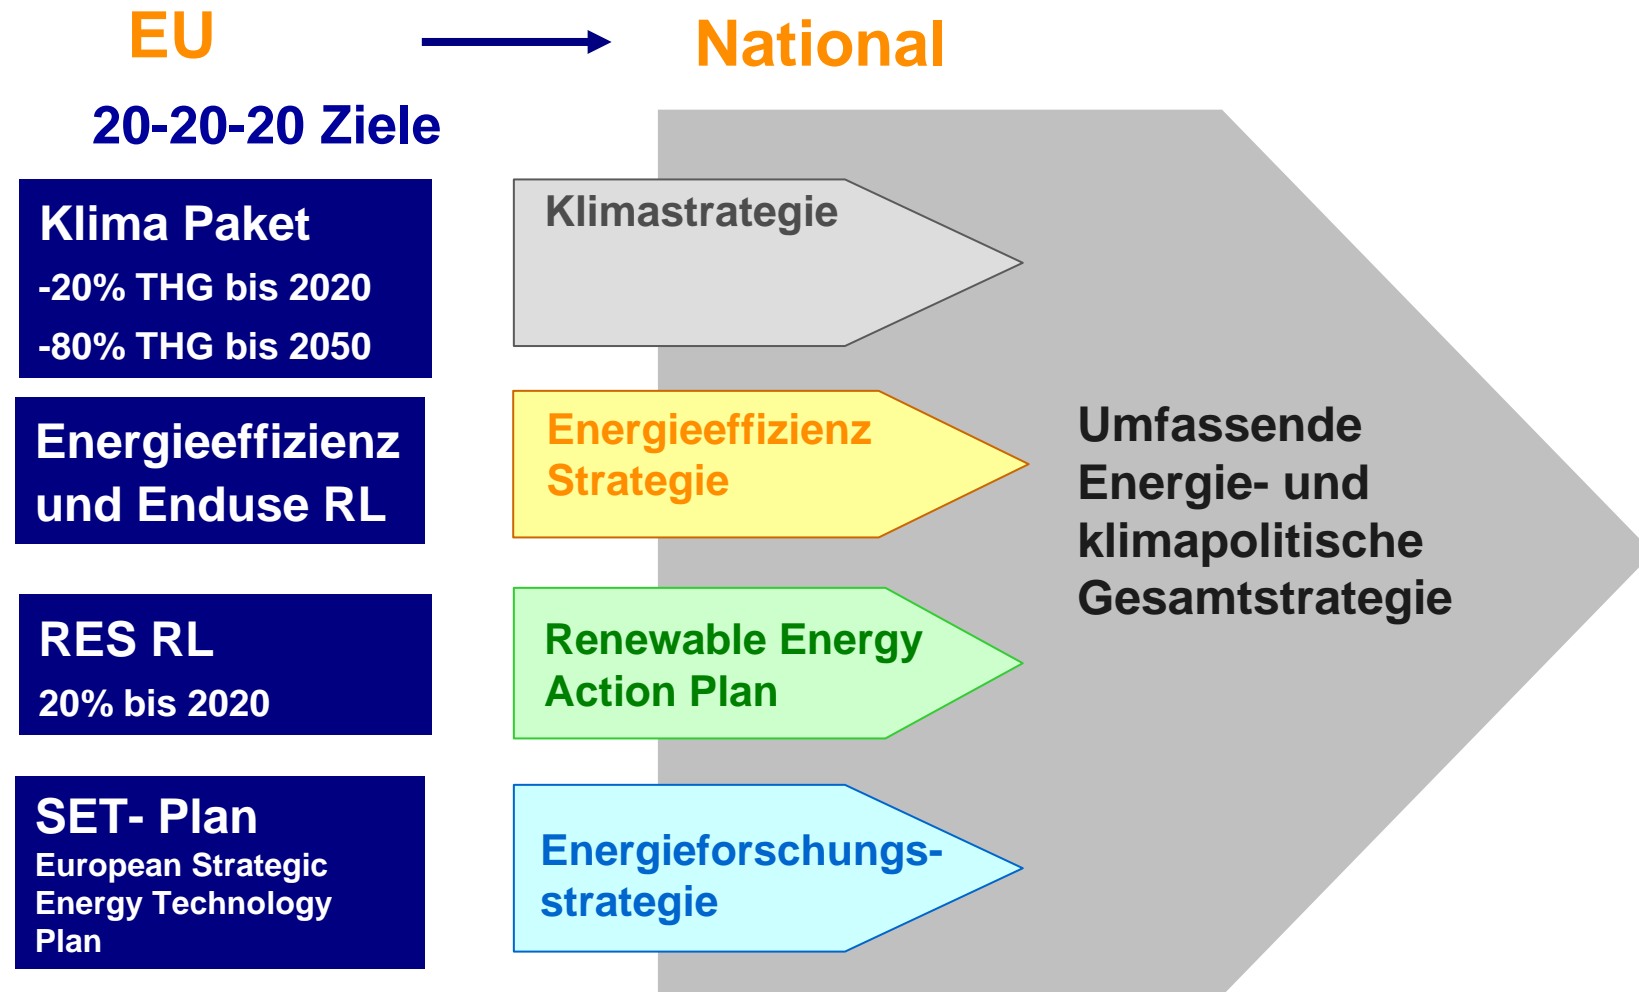 EU
National
20-20-20 Ziele
Klima Paket
-20% THG bis 2020
-80% THG bis 2050
Klimastrategie
Energieeffizienz
und Enduse RL
Energieeffizienz
Strategie
RES RL
20% bis 2020
Renewable Energy
Action Plan
SET- Plan
European Strategic
Energy Technology
Plan
Energieforschungs-
strategie
Umfassende
Energie- und
klimapolitische
Gesamtstrategie